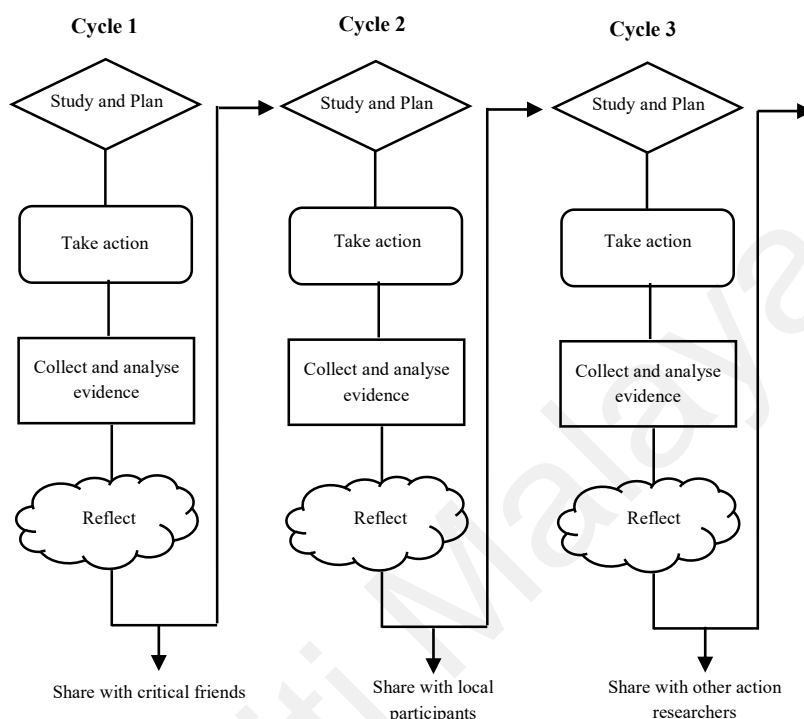 Cycle 1
Study and Plan
Take action
Collect and analyse
evidence
Reflect
Share with critical friends
Cycle 2
Study and Plan
Take action
Collect and analyse
evidence
Reflect
Share with local
participants
Cycle 3
Study and Plan
Take action
Collect and analyse
evidence
Reflect
Share with other action
researchers
iti Malaya